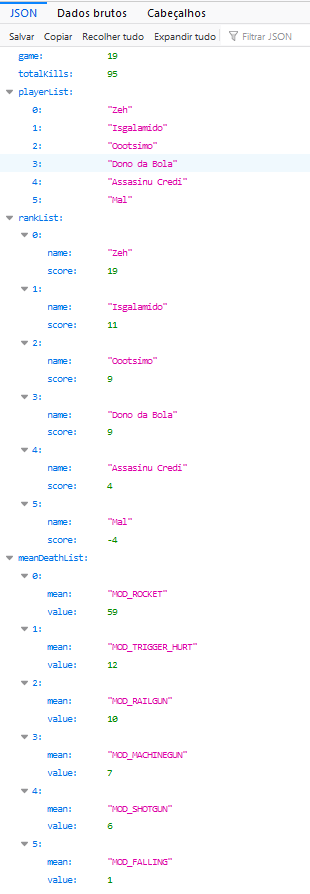 JSON Dados brutos Cabeçalhos
Salvar Copiar Recolher tudo Expandir tudo Filtrar JSON
game: 19
totalKills: 95
playerList:
0: "Zeh"
1: "Isgalamido"
2: "Oootsimo"
3: "Dono da Bola"
4: "Assasinu Credi"
5: "Mal"
rankList:
0:
name: "Zeh"
score: 19
1:
name: "Isgalamido"
score: 11
2:
name: "Oootsimo"
score: 9
3:
name: "Dono da Bola"
score: 9
4:
name: "Assasinu Credi"
score: 4
5:
name: "Mal"
score: -4
meanDeathList:
0:
mean: "MOD_ROCKET"
value: 59
1:
mean: "MOD_TRIGGER_HURT"
value: 12
2:
mean: "MOD_RAILGUN"
value: 10
3:
mean: "MOD_MACHINEGUN"
value: 7
4:
mean: "MOD_SHOTGUN"
value: 6
5:
mean: "MOD_FALLING"
value: 1